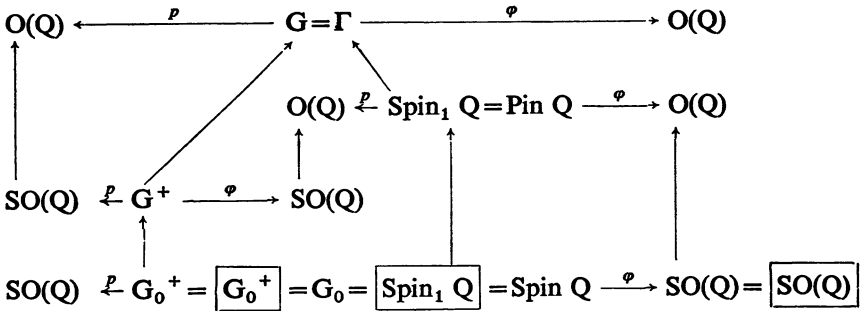 O(Q) p G = Γ φ O(Q)
O(Q) p Spin₁ Q = Pin Q φ O(Q)
SO(Q) p G⁺ φ SO(Q)
SO(Q) p G₀⁺ = G₀⁺ = G₀ = Spin₁ Q = Spin Q φ SO(Q) = SO(Q)